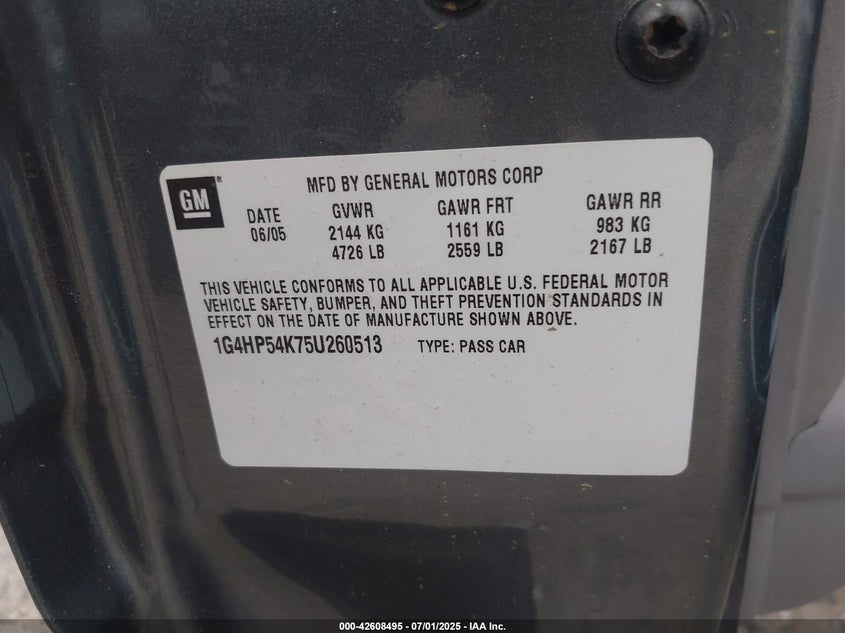 GM®
MFD BY GENERAL MOTORS CORP
DATE GVWR GAWR FRT GAWR RR
06/05 2144 KG 1161 KG 983 KG
4726 LB 2559 LB 2167 LB
THIS VEHICLE CONFORMS TO ALL APPLICABLE U.S. FEDERAL MOTOR
VEHICLE SAFETY, BUMPER, AND THEFT PREVENTION STANDARDS IN
EFFECT ON THE DATE OF MANUFACTURE SHOWN ABOVE.
1G4HP54K75U260513 TYPE: PASS CAR
000-42608495 - 07/01/2025 - IAA Inc.